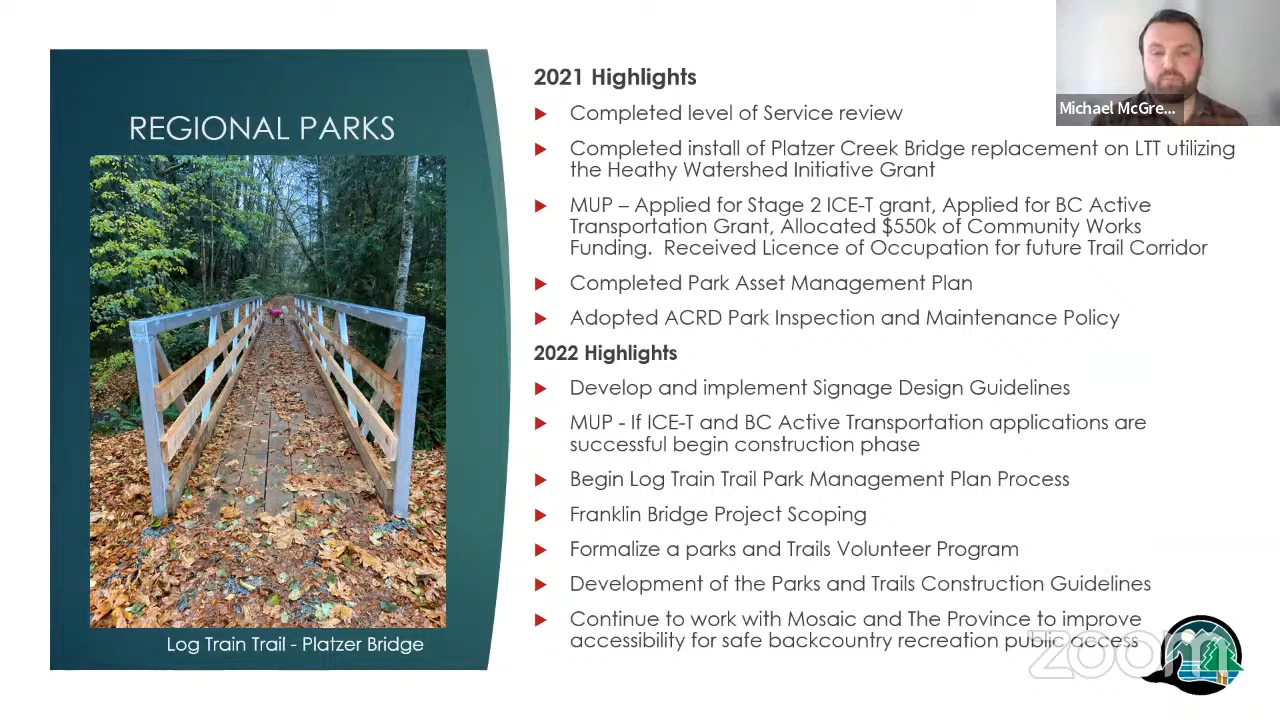 REGIONAL PARKS
Log Train Trail - Platzer Bridge
2021 Highlights
Completed level of Service review
Completed install of Platzer Creek Bridge replacement on LTT utilizing
the Heathy Watershed Initiative Grant
MUP – Applied for Stage 2 ICE-T grant, Applied for BC Active
Transportation Grant, Allocated $550k of Community Works
Funding.  Received Licence of Occupation for future Trail Corridor
Completed Park Asset Management Plan
Adopted ACRD Park Inspection and Maintenance Policy
2022 Highlights
Develop and implement Signage Design Guidelines
MUP - If ICE-T and BC Active Transportation applications are
successful begin construction phase
Begin Log Train Trail Park Management Plan Process
Franklin Bridge Project Scoping
Formalize a parks and Trails Volunteer Program
Development of the Parks and Trails Construction Guidelines
Continue to work with Mosaic and The Province to improve
accessibility for safe backcountry recreation public access
Michael McGre...
zoom